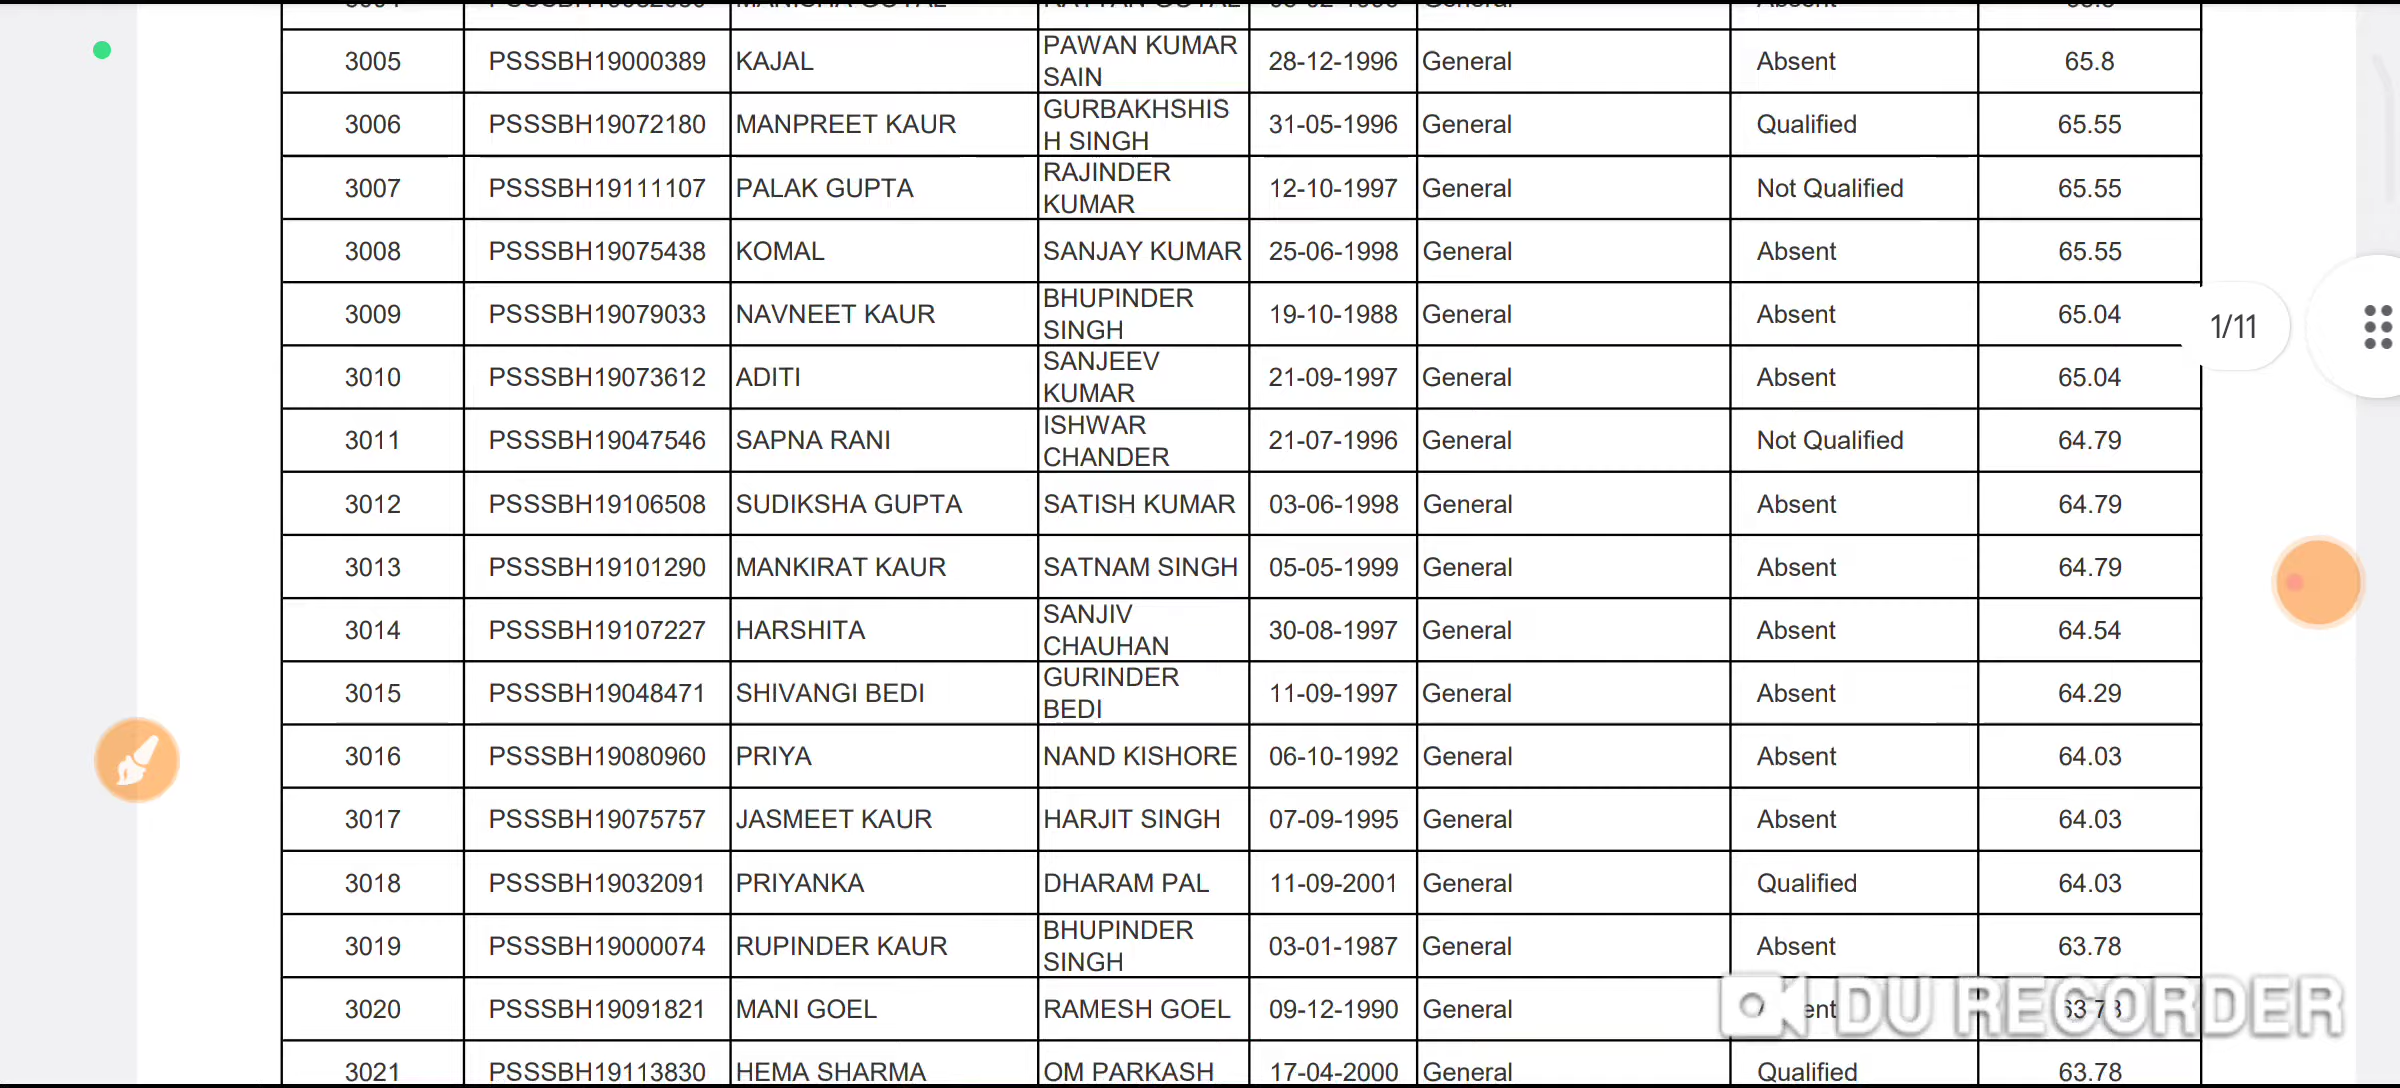 3005 PSSSBH19000389 KAJAL PAWAN KUMAR SAIN 28-12-1996 General Absent 65.8
3006 PSSSBH19072180 MANPREET KAUR GURBAKHSHIS H SINGH 31-05-1996 General Qualified 65.55
3007 PSSSBH19111107 PALAK GUPTA RAJINDER KUMAR 12-10-1997 General Not Qualified 65.55
3008 PSSSBH19075438 KOMAL SANJAY KUMAR 25-06-1998 General Absent 65.55
3009 PSSSBH19079033 NAVNEET KAUR BHUPINDER SINGH 19-10-1988 General Absent 65.04
1/11
3010 PSSSBH19073612 ADITI SANJEEV KUMAR 21-09-1997 General Absent 65.04
3011 PSSSBH19047546 SAPNA RANI ISHWAR CHANDER 21-07-1996 General Not Qualified 64.79
3012 PSSSBH19106508 SUDIKSHA GUPTA SATISH KUMAR 03-06-1998 General Absent 64.79
3013 PSSSBH19101290 MANKIRAT KAUR SATNAM SINGH 05-05-1999 General Absent 64.79
3014 PSSSBH19107227 HARSHITA SANJIV CHAUHAN 30-08-1997 General Absent 64.54
3015 PSSSBH19048471 SHIVANGI BEDI GURINDER BEDI 11-09-1997 General Absent 64.29
3016 PSSSBH19080960 PRIYA NAND KISHORE 06-10-1992 General Absent 64.03
3017 PSSSBH19075757 JASMEET KAUR HARJIT SINGH 07-09-1995 General Absent 64.03
3018 PSSSBH19032091 PRIYANKA DHARAM PAL 11-09-2001 General Qualified 64.03
3019 PSSSBH19000074 RUPINDER KAUR BHUPINDER SINGH 03-01-1987 General Absent 63.78
3020 PSSSBH19091821 MANI GOEL RAMESH GOEL 09-12-1990 General 63.78
DU RECORDER
3021 PSSSBH19113830 HEMA SHARMA OM PARKASH 17-04-2000 General Qualified 63.78